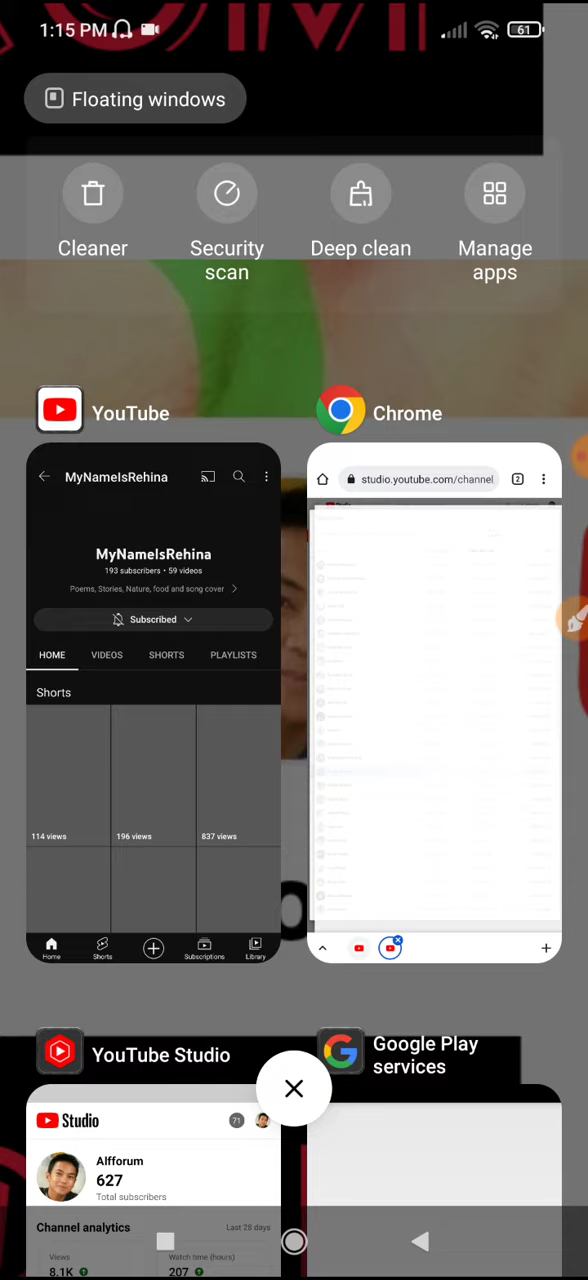 1:15 PM
61
Floating windows
Cleaner
Security scan
Deep clean
Manage apps
YouTube
Chrome
MyNameIsRehina
studio.youtube.com/channel
2
MyNameIsRehina
193 subscribers • 59 videos
Poems, Stories, Nature, food and song cover
Subscribed
HOME
VIDEOS
SHORTS
PLAYLISTS
Shorts
114 views
196 views
837 views
Home
Shorts
Subscriptions
Library
YouTube Studio
Google Play services
Studio
71
Alfforum
627
Total subscribers
Channel analytics
Last 28 days
Views
8.1K
Watch time (hours)
207